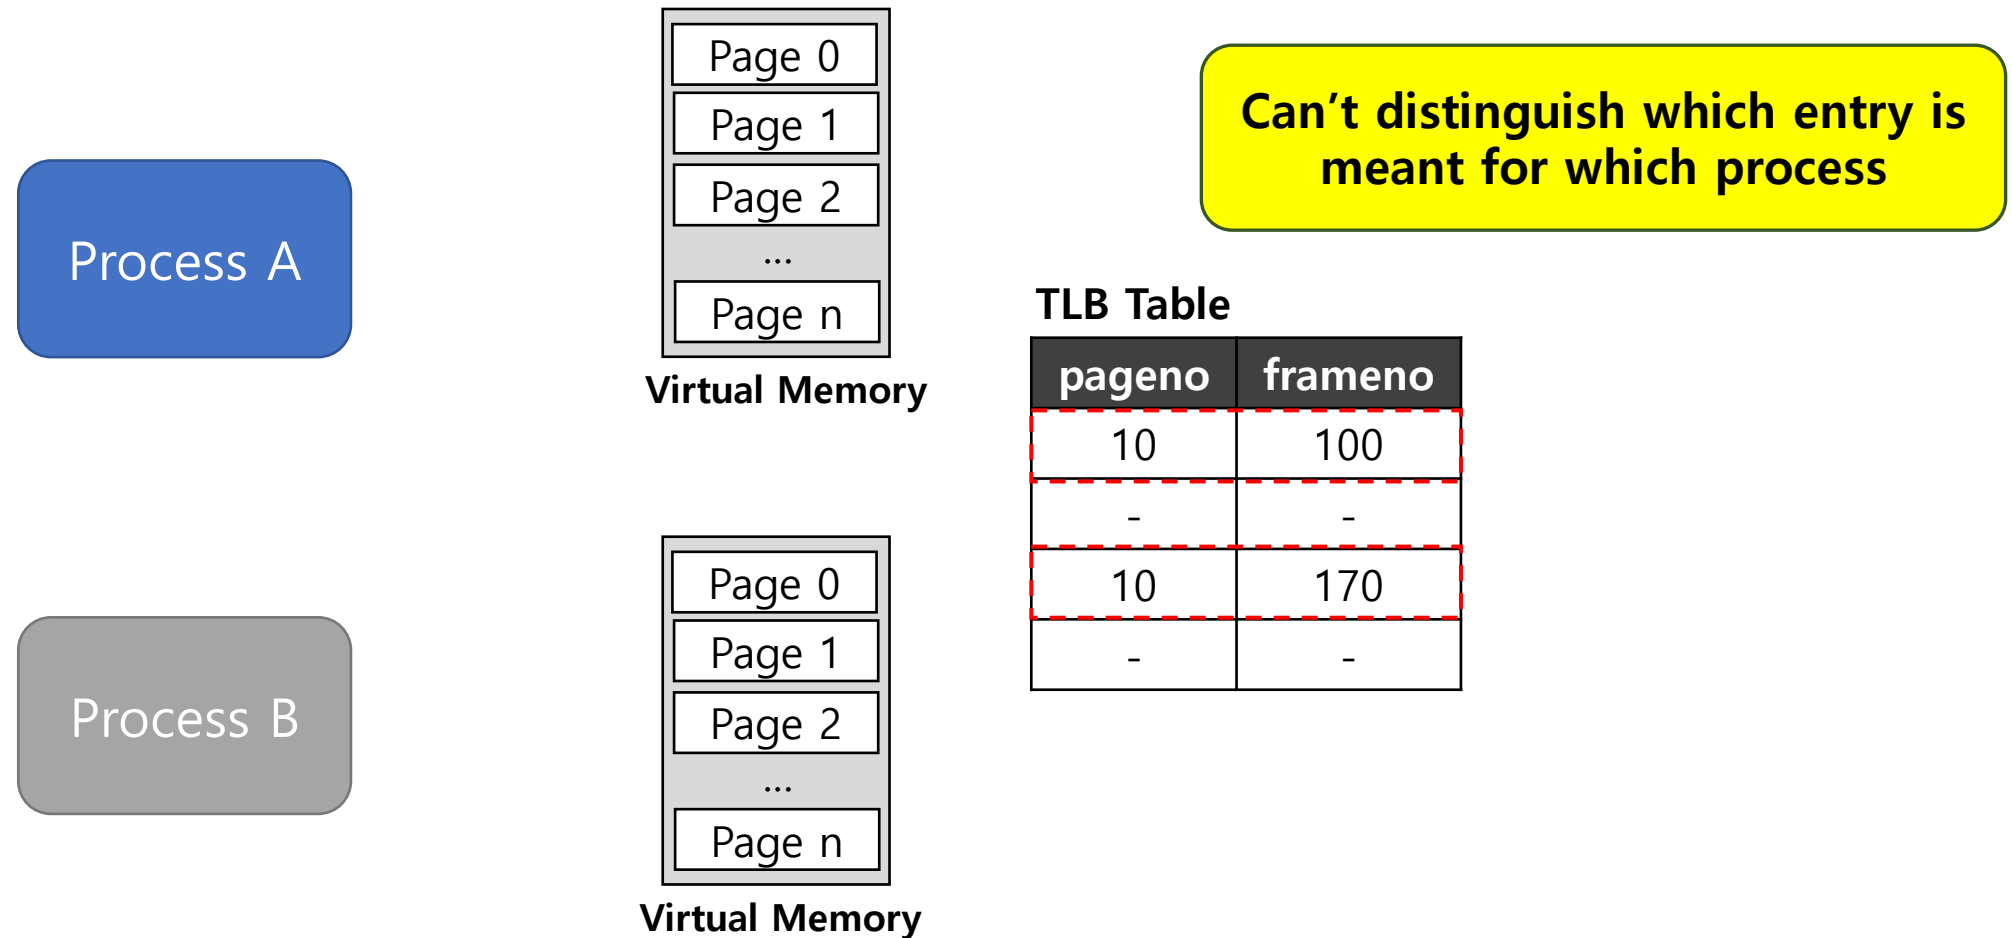 Process A
Page 0
Page 1
Page 2
...
Page n
Virtual Memory
Can't distinguish which entry is
meant for which process
TLB Table
pageno frameno
10 100
- -
10 170
- -
Process B
Page 0
Page 1
Page 2
...
Page n
Virtual Memory